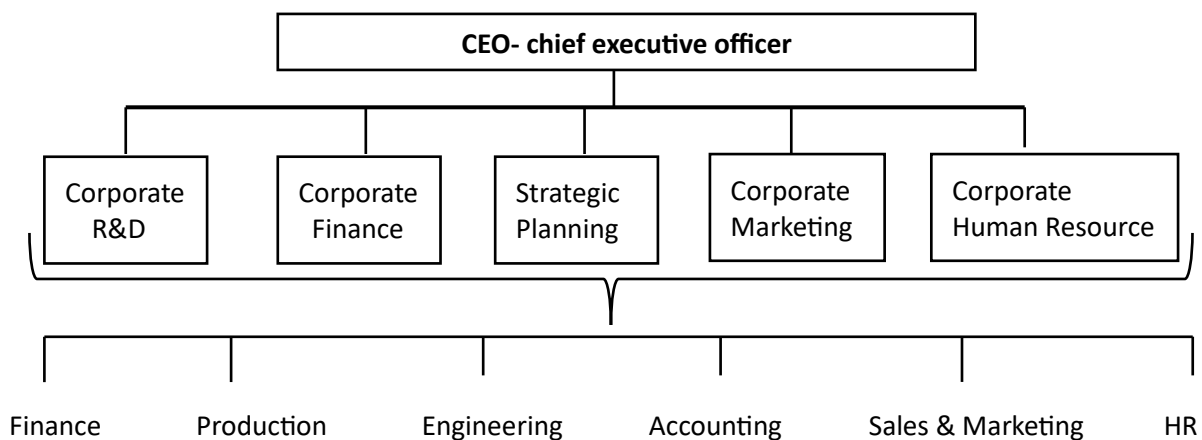 CEO- chief executive officer
Corporate
R&D
Corporate
Finance
Strategic
Planning
Corporate
Marketing
Corporate
Human Resource
Finance
Production
Engineering
Accounting
Sales & Marketing
HR